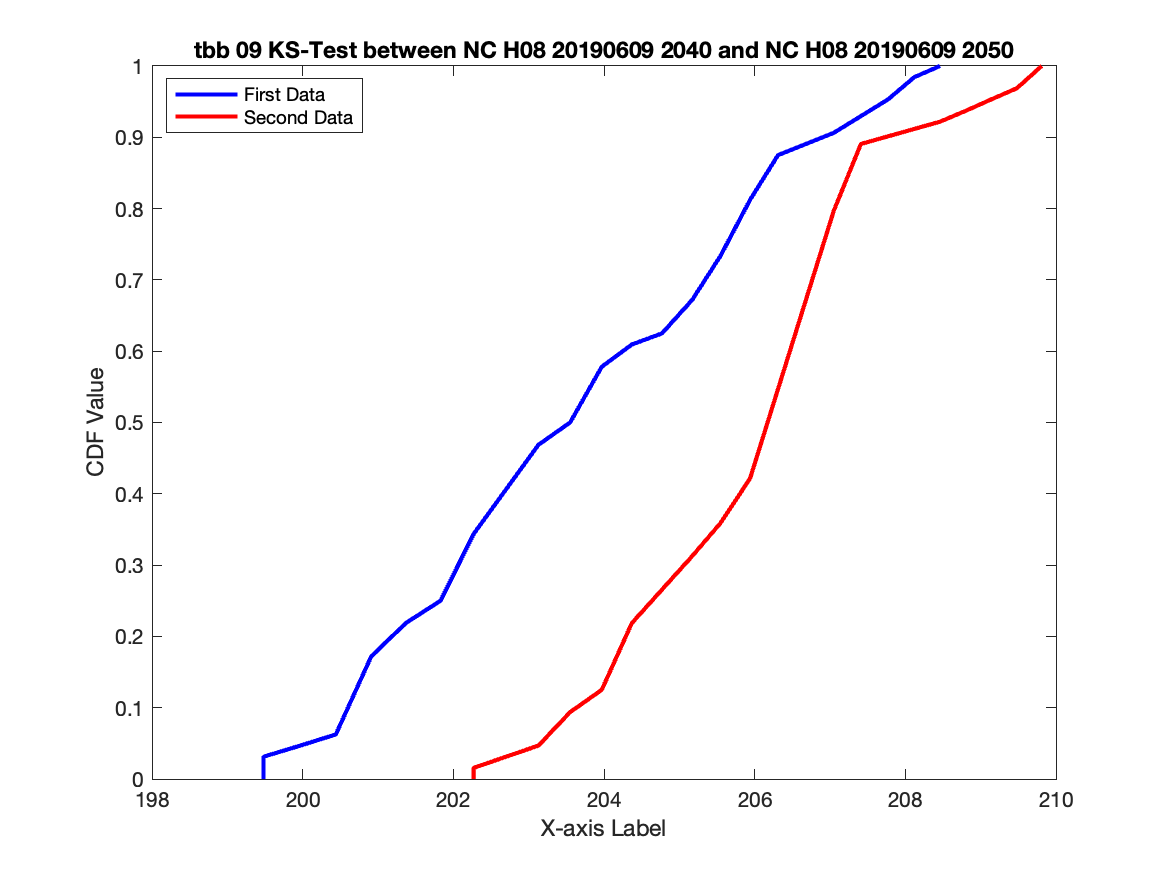 tbb 09 KS-Test between NC H08 20190609 2040 and NC H08 20190609 2050
First Data
Second Data
1
0.9
0.8
0.7
0.6
0.5
0.4
0.3
0.2
0.1
0
CDF Value
198 200 202 204 206 208 210
X-axis Label